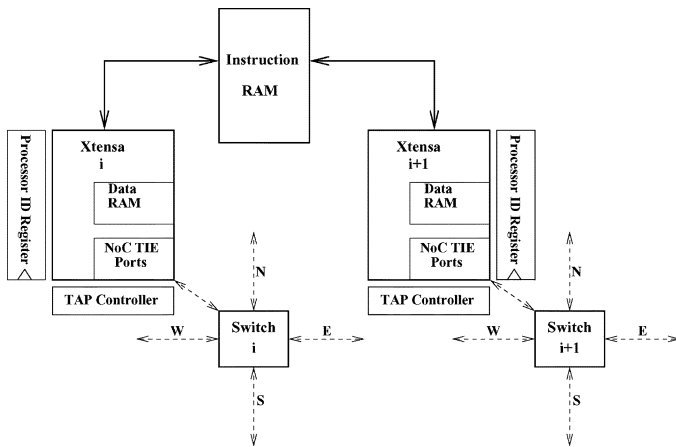 Instruction
RAM
Processor ID Register
Xtensa
i
Data
RAM
NoC TIE
Ports
TAP Controller
N
W
Switch
i
E
S
Xtensa
i+1
Data
RAM
NoC TIE
Ports
Processor ID Register
TAP Controller
N
W
Switch
i+1
E
S